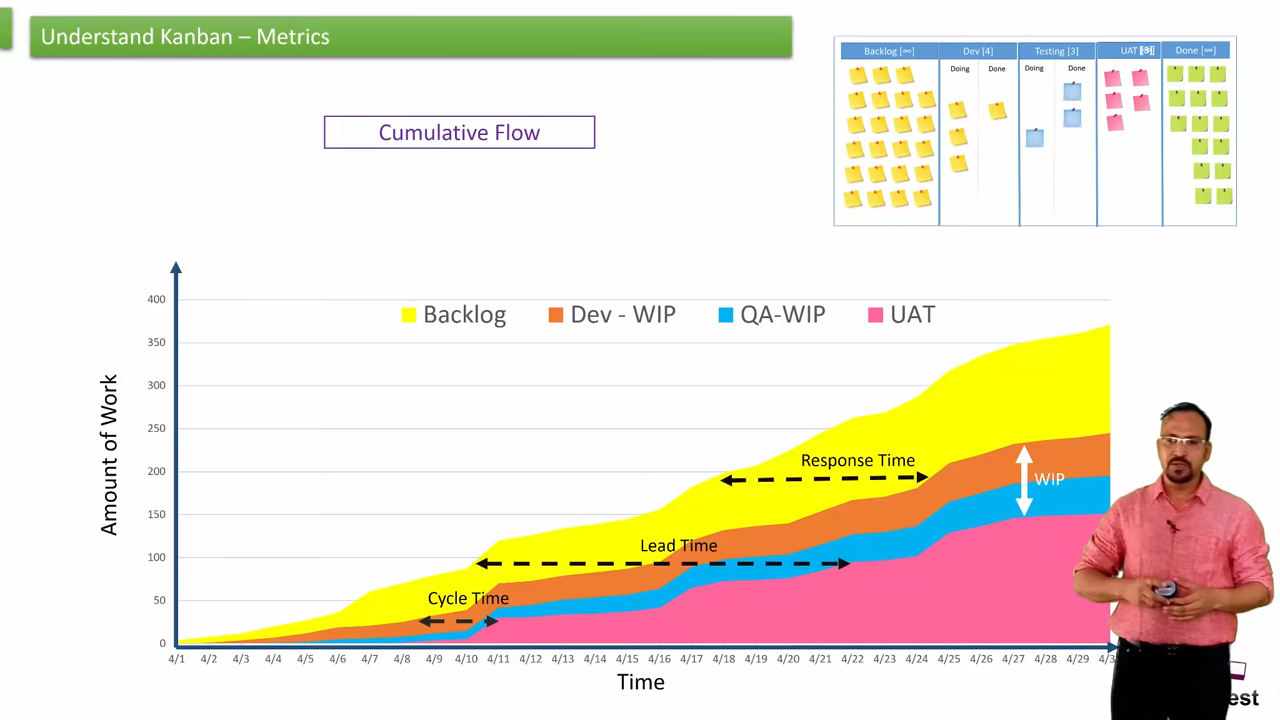 Understand Kanban – Metrics
Backlog [∞] Dev [4] Testing [3] UAT Done [∞]
Doing Done Doing Done
Cumulative Flow
Backlog Dev - WIP QA-WIP UAT
400
350
300
250
200
150
100
50
0
Amount of Work
Response Time
WIP
Lead Time
Cycle Time
4/1 4/2 4/3 4/4 4/5 4/6 4/7 4/8 4/9 4/10 4/11 4/12 4/13 4/14 4/15 4/16 4/17 4/18 4/19 4/20 4/21 4/22 4/23 4/24 4/25 4/26 4/27 4/28 4/29 4/3
Time
est